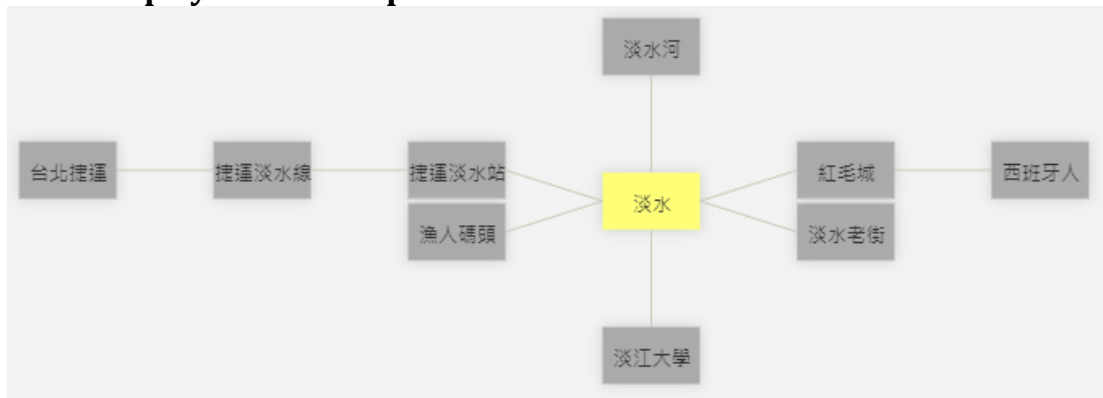 淡水河
台北捷運
捷運淡水線
捷運淡水站
紅毛城
西班牙人
淡水
漁人碼頭
淡水老街
淡江大學